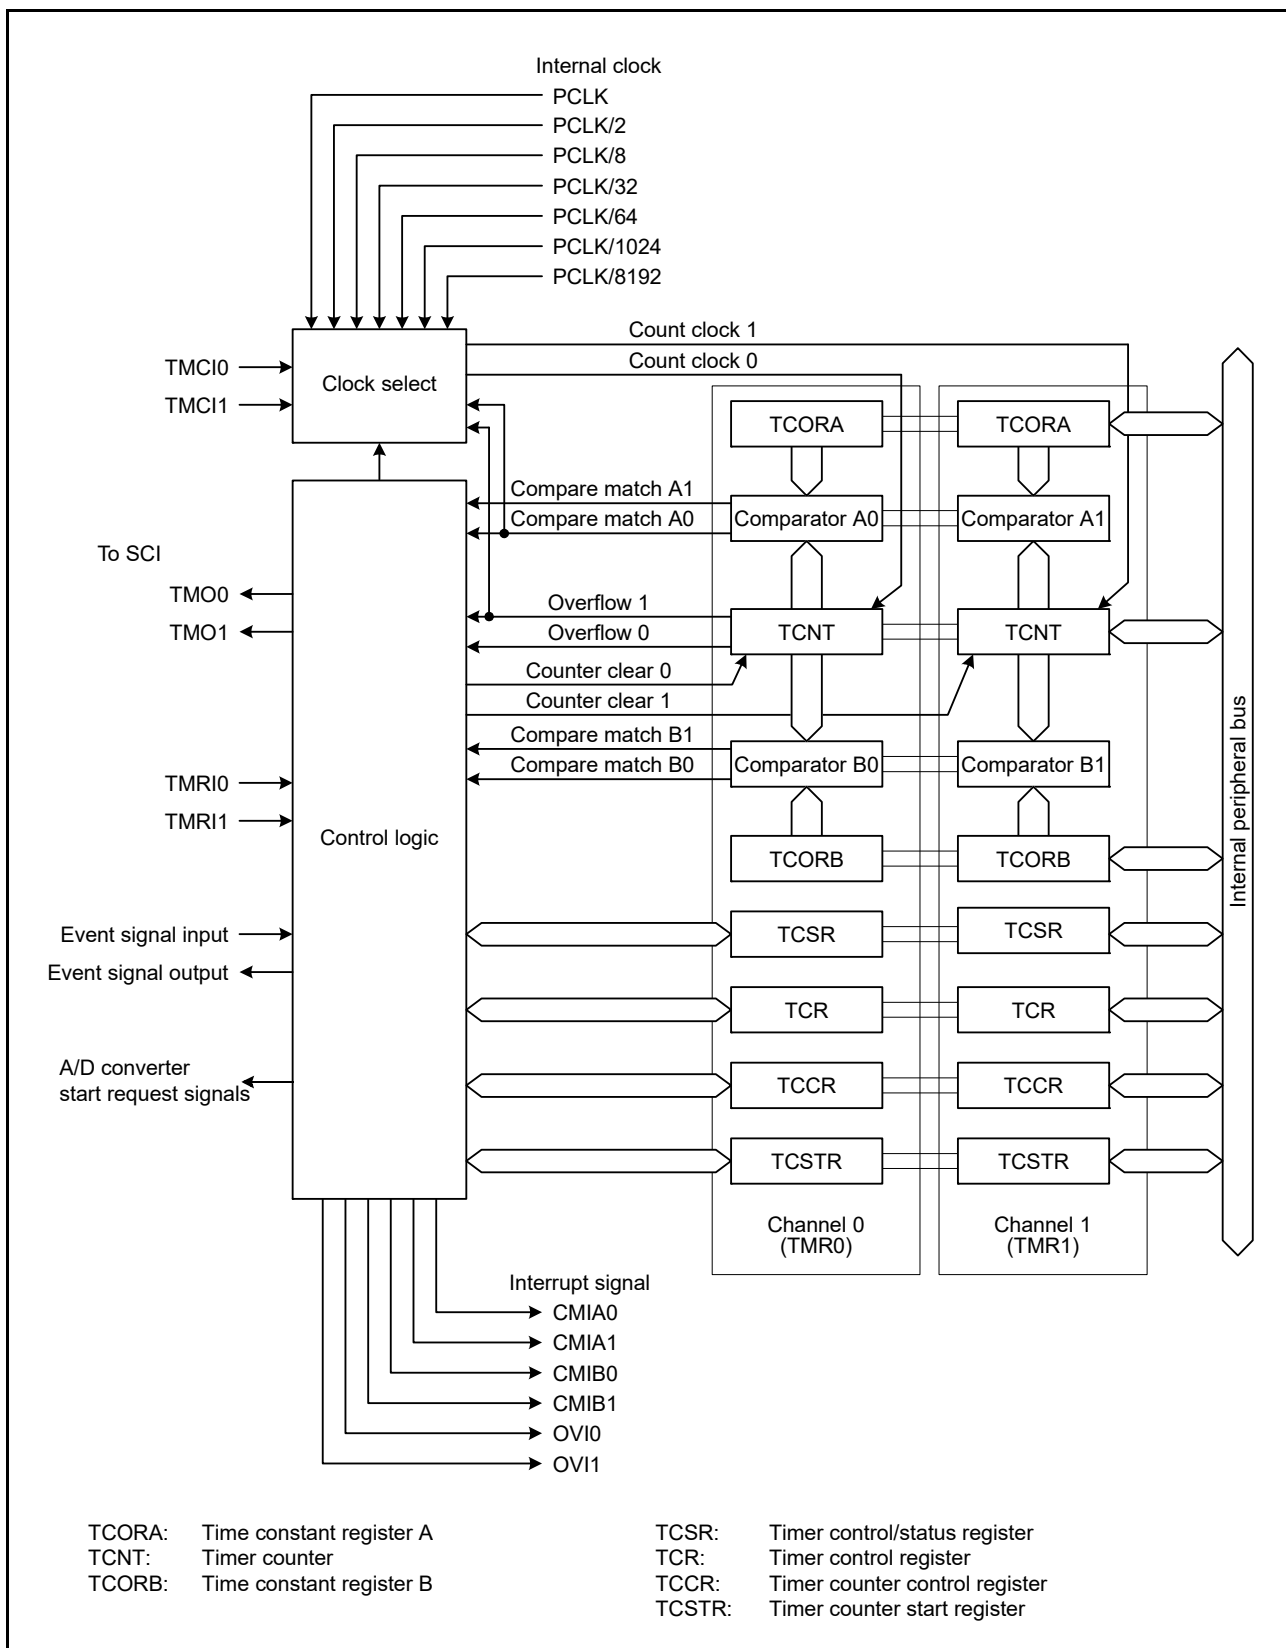 Internal clock
PCLK
PCLK/2
PCLK/8
PCLK/32
PCLK/64
PCLK/1024
PCLK/8192
Count clock 1
Count clock 0
TMCI0
TMCI1
Clock select
TCORA
TCORA
Compare match A1
Compare match A0
Comparator A0
Comparator A1
To SCI
TMO0
TMO1
Overflow 1
Overflow 0
TCNT
TCNT
Counter clear 0
Counter clear 1
Compare match B1
Compare match B0
Comparator B0
Comparator B1
TMRI0
TMRI1
Control logic
TCORB
TCORB
Internal peripheral bus
Event signal input
Event signal output
TCSR
TCSR
TCR
TCR
A/D converter
start request signals
TCCR
TCCR
TCSTR
TCSTR
Channel 0
(TMR0)
Channel 1
(TMR1)
Interrupt signal
CMIA0
CMIA1
CMIB0
CMIB1
OVI0
OVI1
TCORA: Time constant register A
TCNT: Timer counter
TCORB: Time constant register B
TCSR: Timer control/status register
TCR: Timer control register
TCCR: Timer counter control register
TCSTR: Timer counter start register